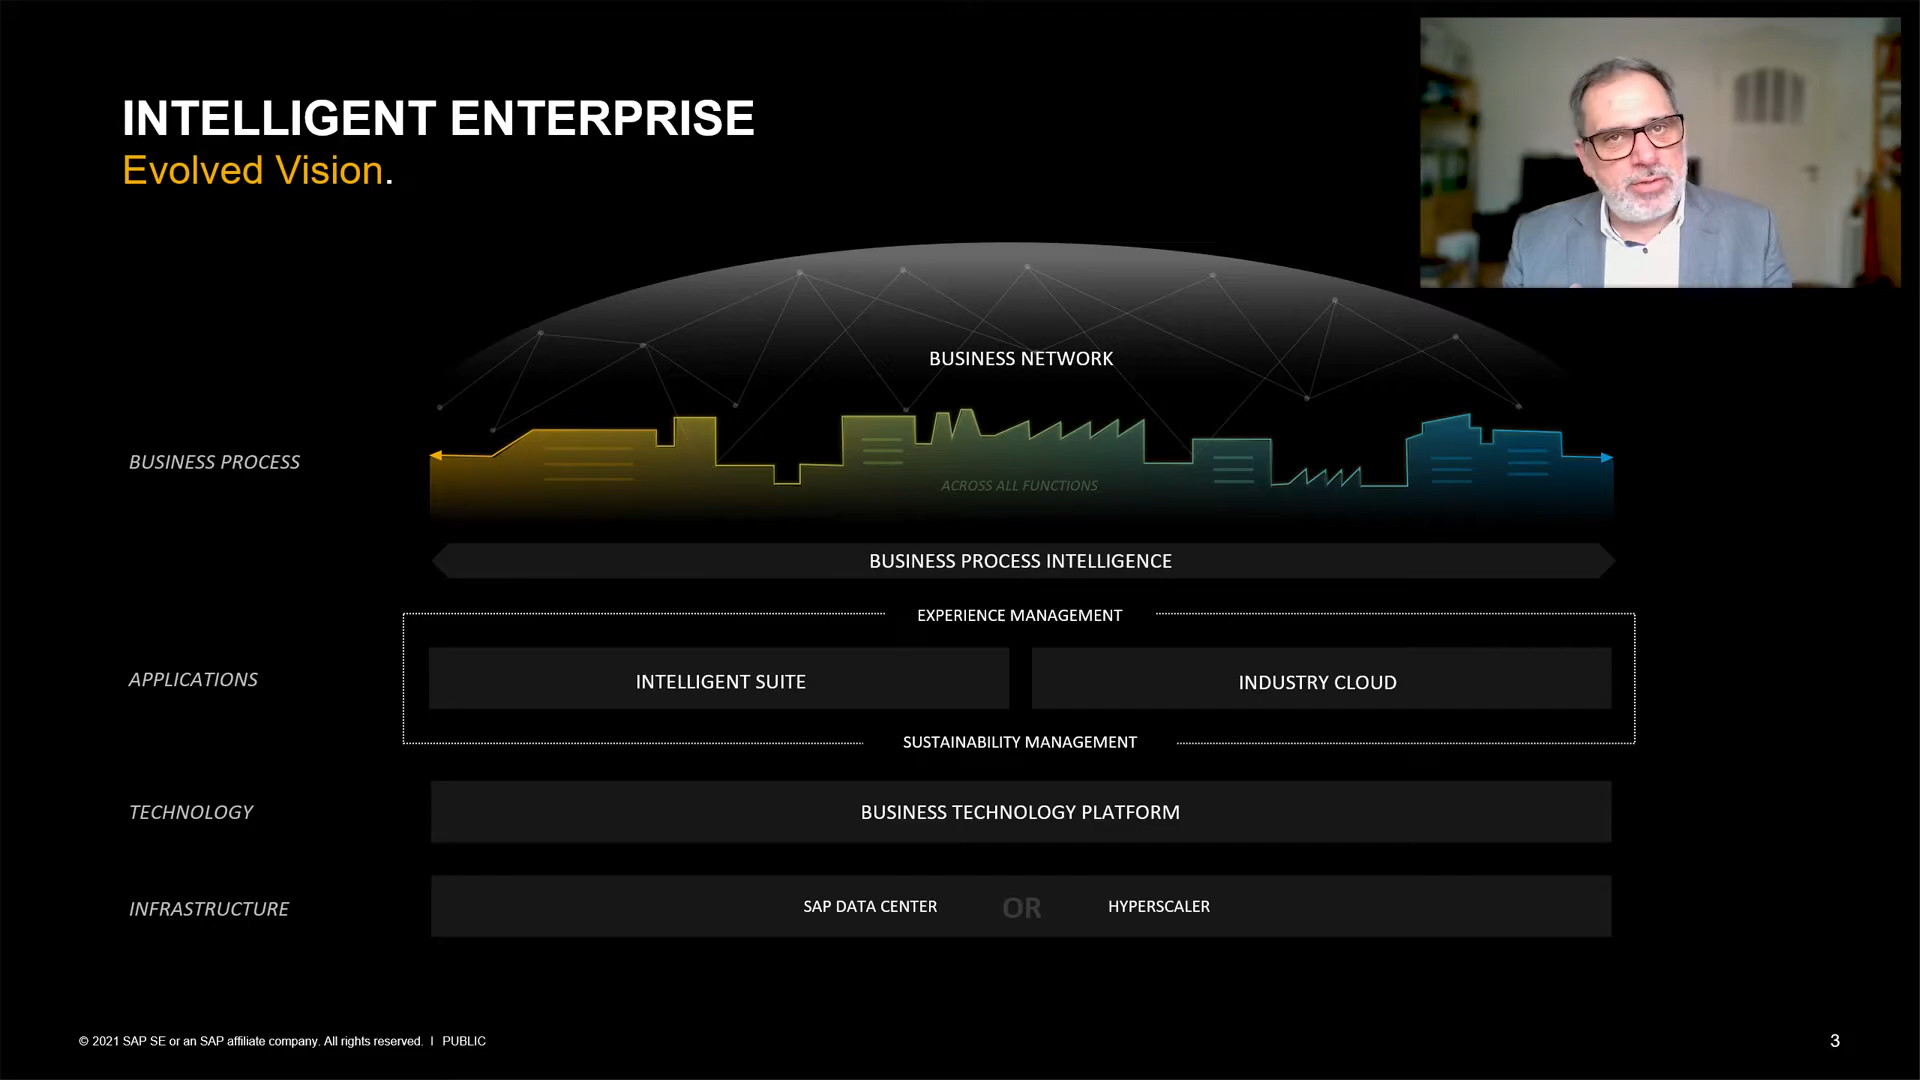 INTELLIGENT ENTERPRISE
Evolved Vision.
BUSINESS NETWORK
BUSINESS PROCESS
ACROSS ALL FUNCTIONS
BUSINESS PROCESS INTELLIGENCE
EXPERIENCE MANAGEMENT
APPLICATIONS
INTELLIGENT SUITE
INDUSTRY CLOUD
SUSTAINABILITY MANAGEMENT
TECHNOLOGY
BUSINESS TECHNOLOGY PLATFORM
INFRASTRUCTURE
SAP DATA CENTER OR HYPERSCALER
© 2021 SAP SE or an SAP affiliate company. All rights reserved. I PUBLIC
3